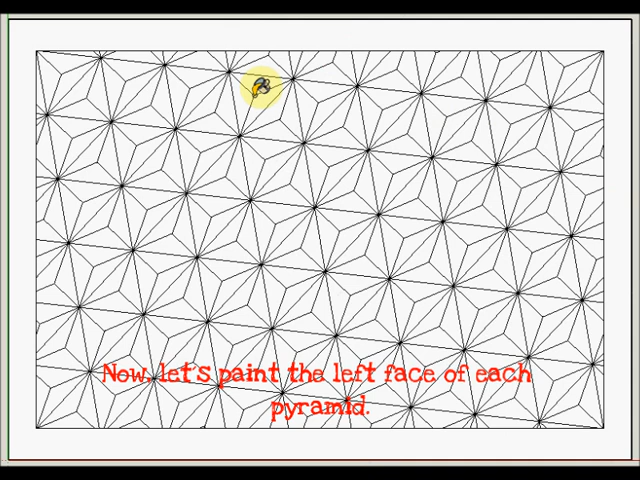 Now, let's paint the left face of each
pyramid.